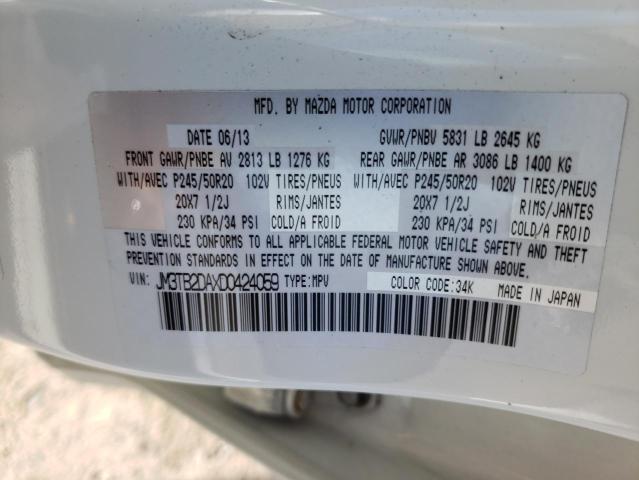 MFD. BY MAZDA MOTOR CORPORATION
DATE 06/13 GVWR/PNBV 5831 LB 2645 KG
FRONT GAWR/PNBE AV 2813 LB 1276 KG REAR GAWR/PNBE AR 3086 LB 1400 KG
WITH/AVEC P245/50R20 102V TIRES/PNEUS WITH/AVEC P245/50R20 102V TIRES/PNEUS
20X7 1/2J RIMS/JANTES 20X7 1/2J RIMS/JANTES
230 KPA/34 PSI COLD/A FROID 230 KPA/34 PSI COLD/A FROID
THIS VEHICLE CONFORMS TO ALL APPLICABLE FEDERAL MOTOR VEHICLE SAFETY AND THEFT
PREVENTION STANDARDS IN EFFECT ON THE DATE OF MANUFACTURE SHOWN ABOVE.
VIN: JM3TB2DAXD0424059 TYPE:MPV COLOR CODE:34K MADE IN JAPAN